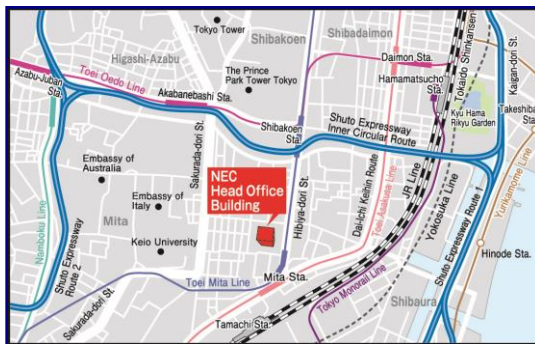 Tokyo Tower
Shibakoen
Shibadaimon
Higashi-Azabu
Azabu-Juban
Sta.
Toei Oedo Line
Akabanebashi Sta.
The Prince
Park Tower Tokyo
Daimon Sta.
Hamamatsucho
Sta.
Tokaido Shinkansen
Kaigan-dori St.
Kyu Hama
Rikyu Garden
Takeshiba
Sta.
Shibakoen
Sta.
Shuto Expressway
Inner Circular Route
Sakurada-dori St.
Embassy of
Australia
Embassy of
Italy
Mita
Keio University
NEC
Head Office
Building
Hibiya-dori St.
Dai-Ichi Keihin Route
Toei Asakusa Line
JR Line
Yokosuka Line
Shuto Expressway Route 1
Yurikamome Line
Hinode Sta.
Namboku Line
Shuto Expressway
Route 2
Toei Mita Line
Mita Sta.
Sakurada-dori St.
Tamachi Sta.
Tokyo Monorail Line
Shibaura